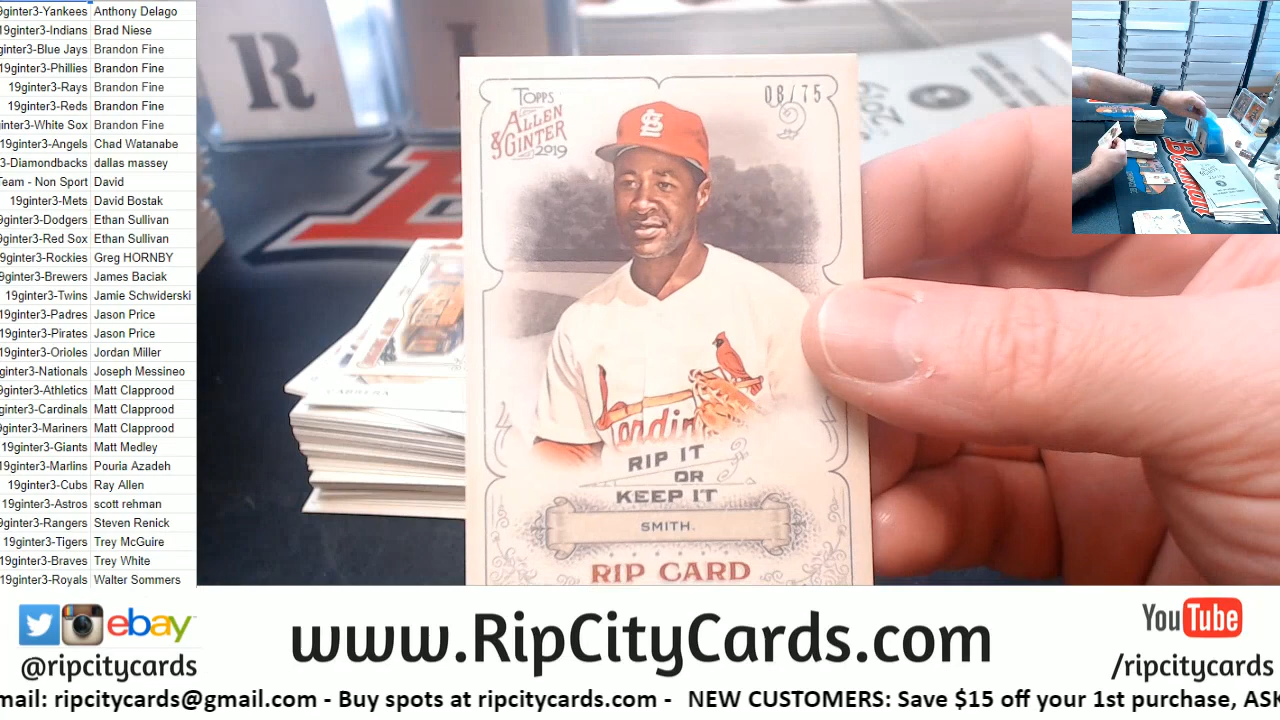 9ginter3-Yankees Anthony Delago
19ginter3-Indians Brad Niese
ginter3-Blue Jays Brandon Fine
19ginter3-Phillies Brandon Fine
19ginter3-Rays Brandon Fine
19ginter3-Reds Brandon Fine
inter3-White Sox Brandon Fine
19ginter3-Angels Chad Watanabe
3-Diamondbacks dallas massey
Team - Non Sport David
19ginter3-Mets David Bostak
9ginter3-Dodgers Ethan Sullivan
9ginter3-Red Sox Ethan Sullivan
9ginter3-Rockies Greg HORNBY
9ginter3-Brewers James Baciak
19ginter3-Twins Jamie Schwiderski
19ginter3-Padres Jason Price
19ginter3-Pirates Jason Price
19ginter3-Orioles Jordan Miller
9ginter3-Nationals Joseph Messineo
19ginter3-Athletics Matt Clapprood
ginter3-Cardinals Matt Clapprood
9ginter3-Mariners Matt Clapprood
19ginter3-Giants Matt Medley
19ginter3-Marlins Pouria Azadeh
19ginter3-Cubs Ray Allen
19ginter3-Astros scott rehman
9ginter3-Rangers Steven Renick
19ginter3-Tigers Trey McGuire
19ginter3-Braves Trey White
19ginter3-Royals Walter Sommers
R
TOPPS
ALLEN
& GINTER
2019
08/75
RIP IT
OR
KEEP IT
SMITH.
RIP CARD
ebay
@ripcitycards
www.RipCityCards.com
YouTube
/ripcitycards
mail: ripcitycards@gmail.com - Buy spots at ripcitycards.com - NEW CUSTOMERS: Save $15 off your 1st purchase, ASK